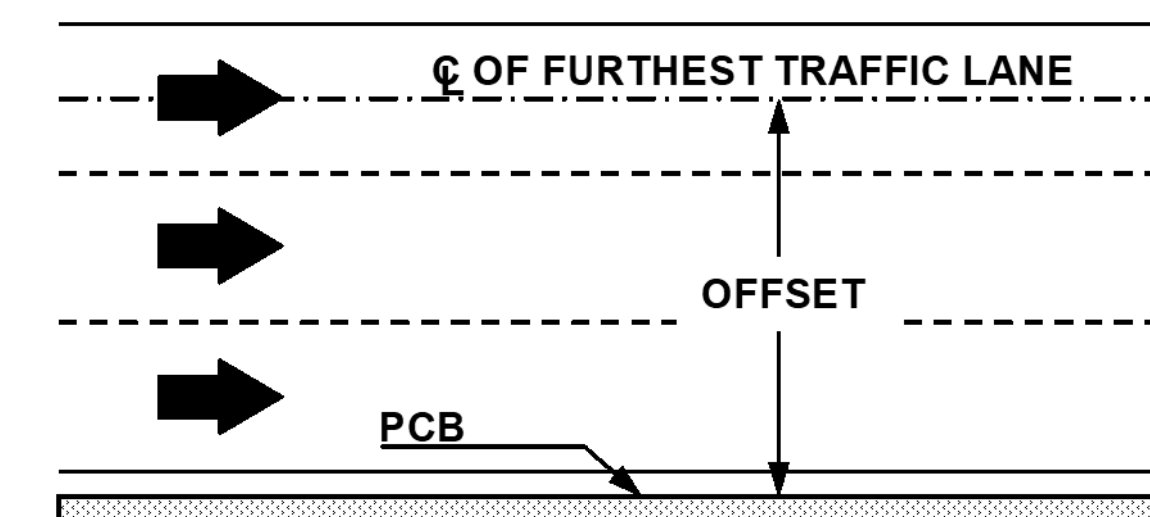 ℄ OF FURTHEST TRAFFIC LANE
OFFSET
PCB